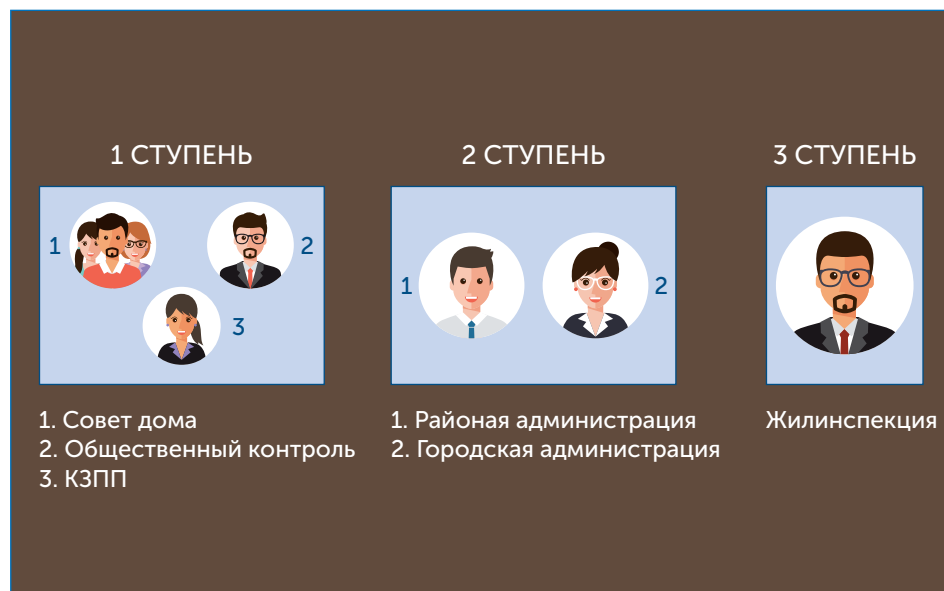 1 СТУПЕНЬ
1
2
3
1. Совет дома
2. Общественный контроль
3. КЗПП
2 СТУПЕНЬ
1
2
1. Районая администрация
2. Городская администрация
3 СТУПЕНЬ
Жилинспекция